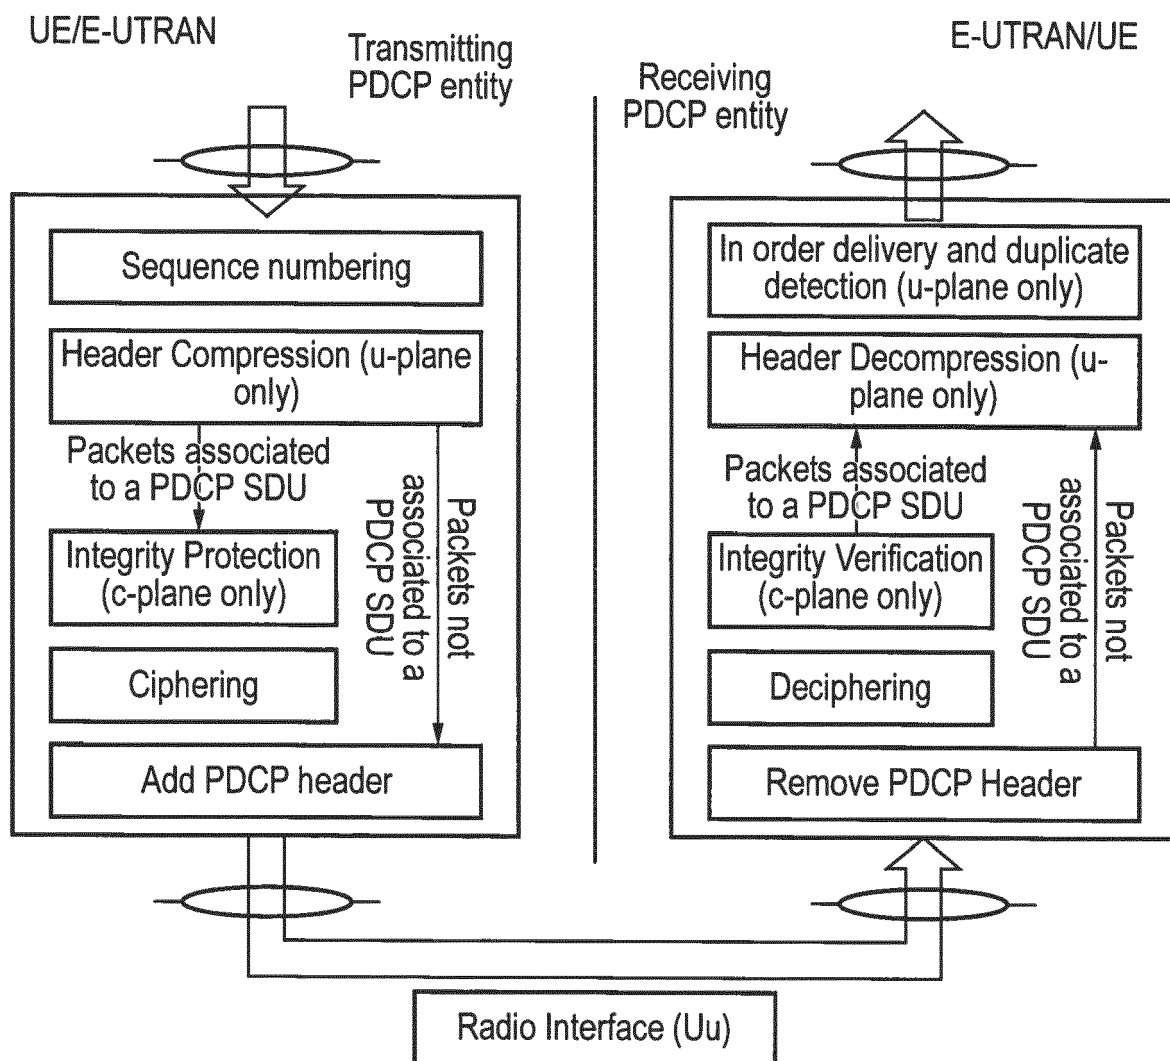 UE/E-UTRAN
Transmitting
PDCP entity
Sequence numbering
Header Compression (u-plane
only)
Packets associated
to a PDCP SDU
Packets not
associated to a
PDCP SDU
Integrity Protection
(c-plane only)
Ciphering
Add PDCP header
E-UTRAN/UE
Receiving
PDCP entity
In order delivery and duplicate
detection (u-plane only)
Header Decompression (u-
plane only)
Packets associated
to a PDCP SDU
Packets not
associated to a
PDCP SDU
Integrity Verification
(c-plane only)
Deciphering
Remove PDCP Header
Radio Interface (Uu)